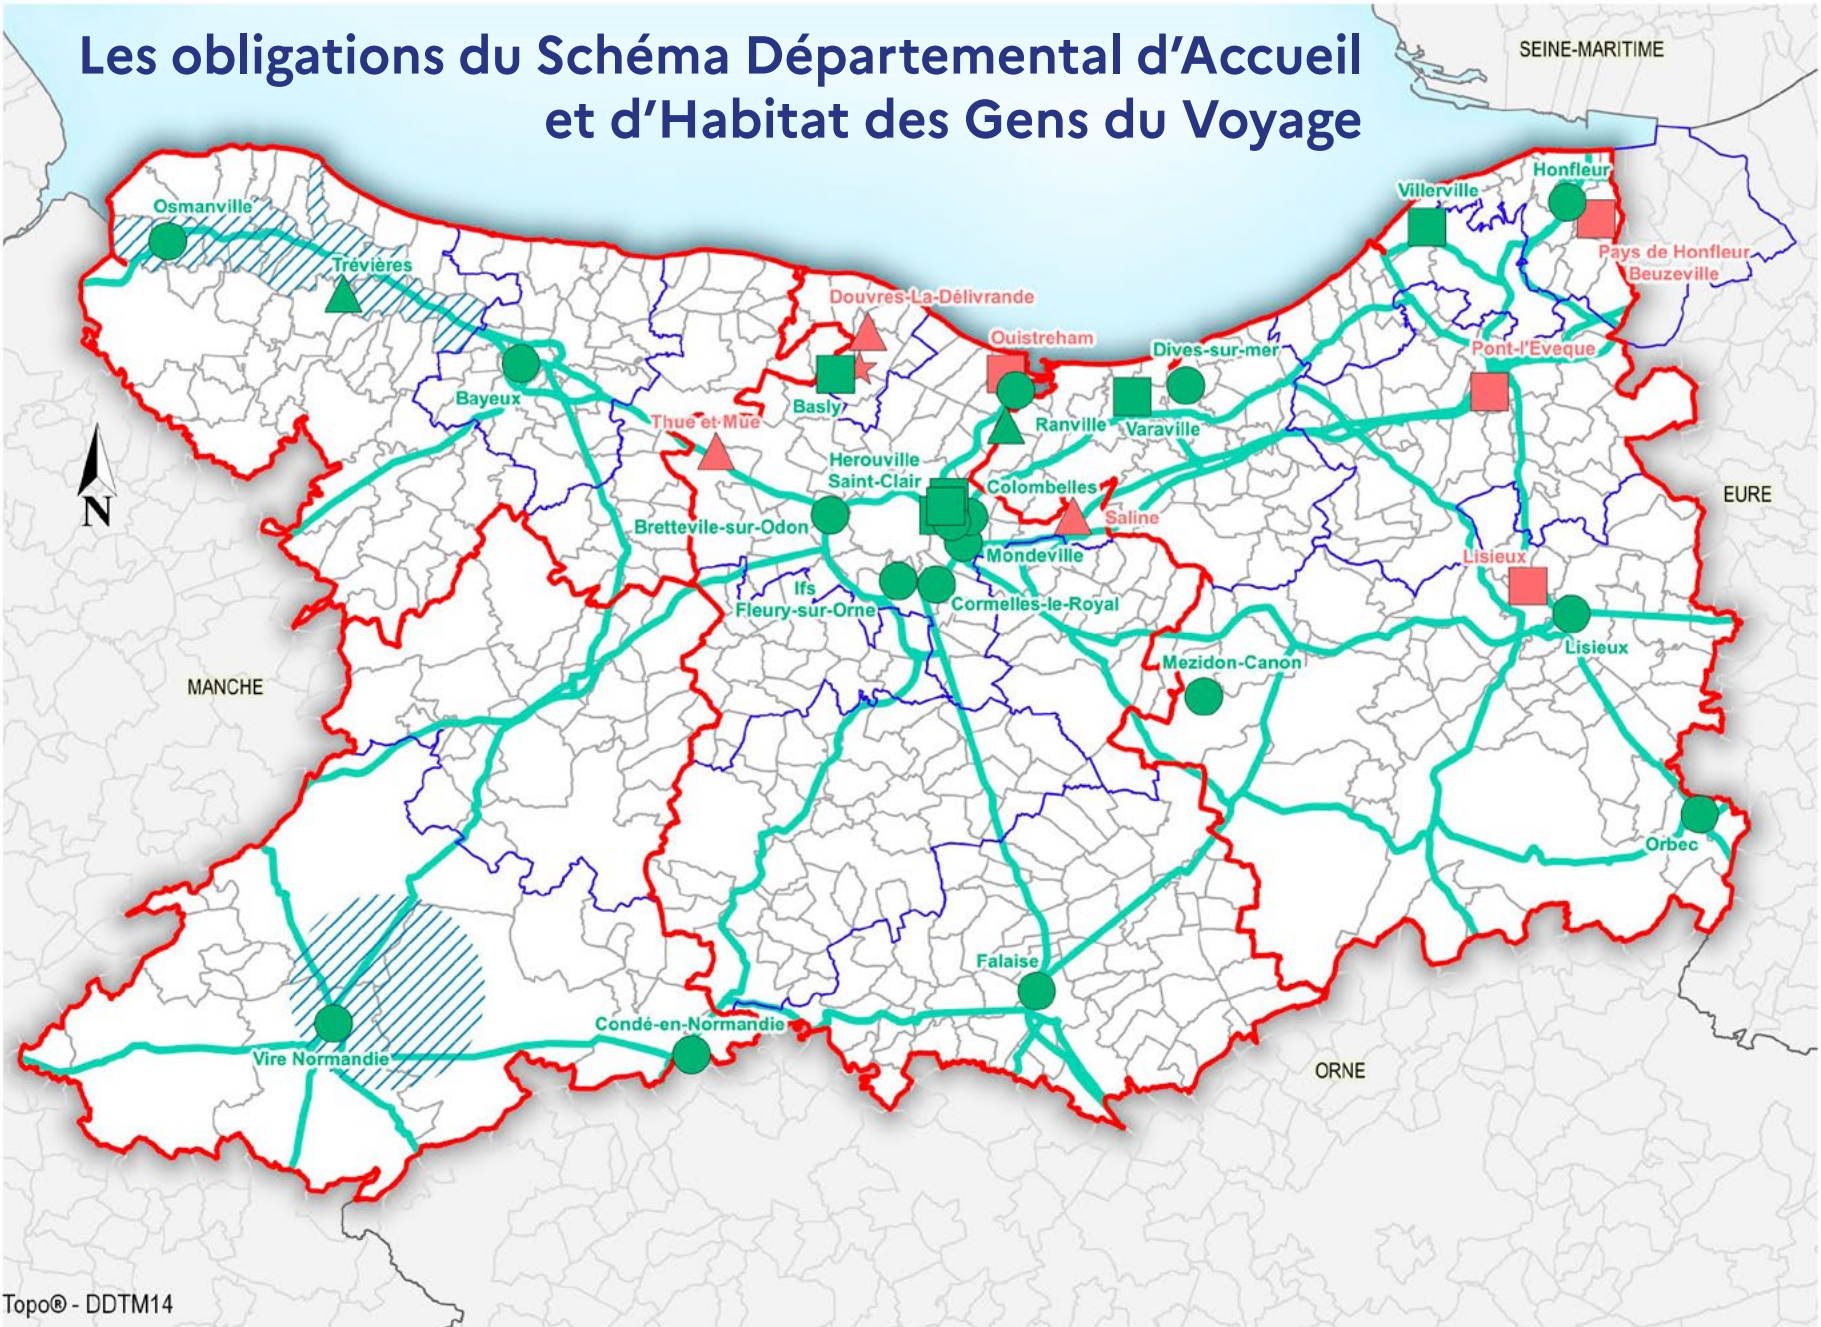 Les obligations du Schéma Départemental d'Accueil
et d'Habitat des Gens du Voyage
SEINE-MARITIME
Honfleur
Villerville
Osmanville
Pays de Honfleur
Beuzeville
Trévières
Douvres-La-Délivrande
Ouistreham
Dives-sur-mer
Pont-l'Eveque
Bayeux
Basly
Thue et Mue
Ranville
Varaville
Herouville
Saint-Clair
Colombelles
EURE
Saline
Brettevile-sur-Odon
Mondeville
Lisieux
Ifs
Fleury-sur-Orne
Cormelles-le-Royal
Lisieux
Mezidon-Canon
MANCHE
Orbec
Falaise
Condé-en-Normandie
Vire Normandie
ORNE
N
Topo® - DDTM14